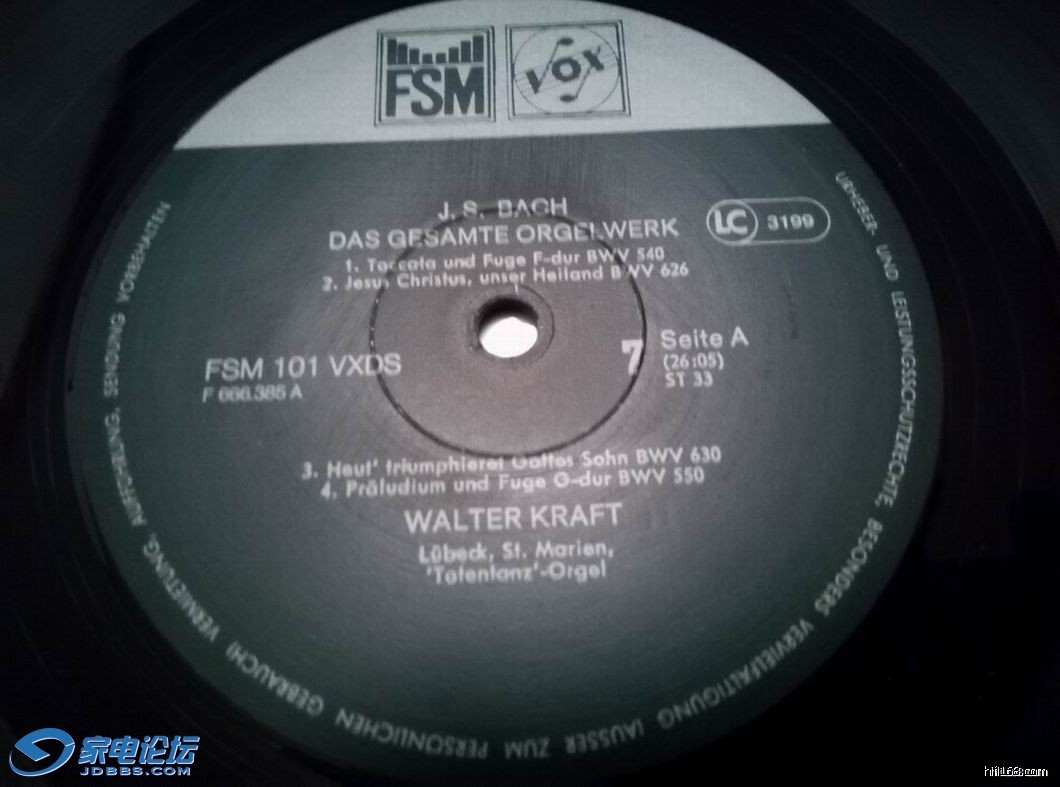 FSM
VOX
J. S. BACH
DAS GESAMTE ORGELWERK
LC 3199
1. Toccata und Fuge F-dur BWV 540
2. Jesus Christus, unser Heiland BWV 626
FSM 101 VXDS
F 666.385 A
7
Seite A
(26:05)
ST 33
3. Heut' triumphieret Gottes Sohn BWV 630
4. Präludium und Fuge G-dur BWV 550
WALTER KRAFT
Lübeck, St. Marien,
'Totentanz'-Orgel
URHEBER- UND LEISTUNGSSCHUTZRECHTE, BESONDERS VERVIELFÄLTIGUNG (AUSSER ZUM PERSÖNLICHEN GEBRAUCH) VERMIETUNG, AUFFÜHRUNG, SENDUNG VORBEHALTEN
家电论坛
JDBBS.COM